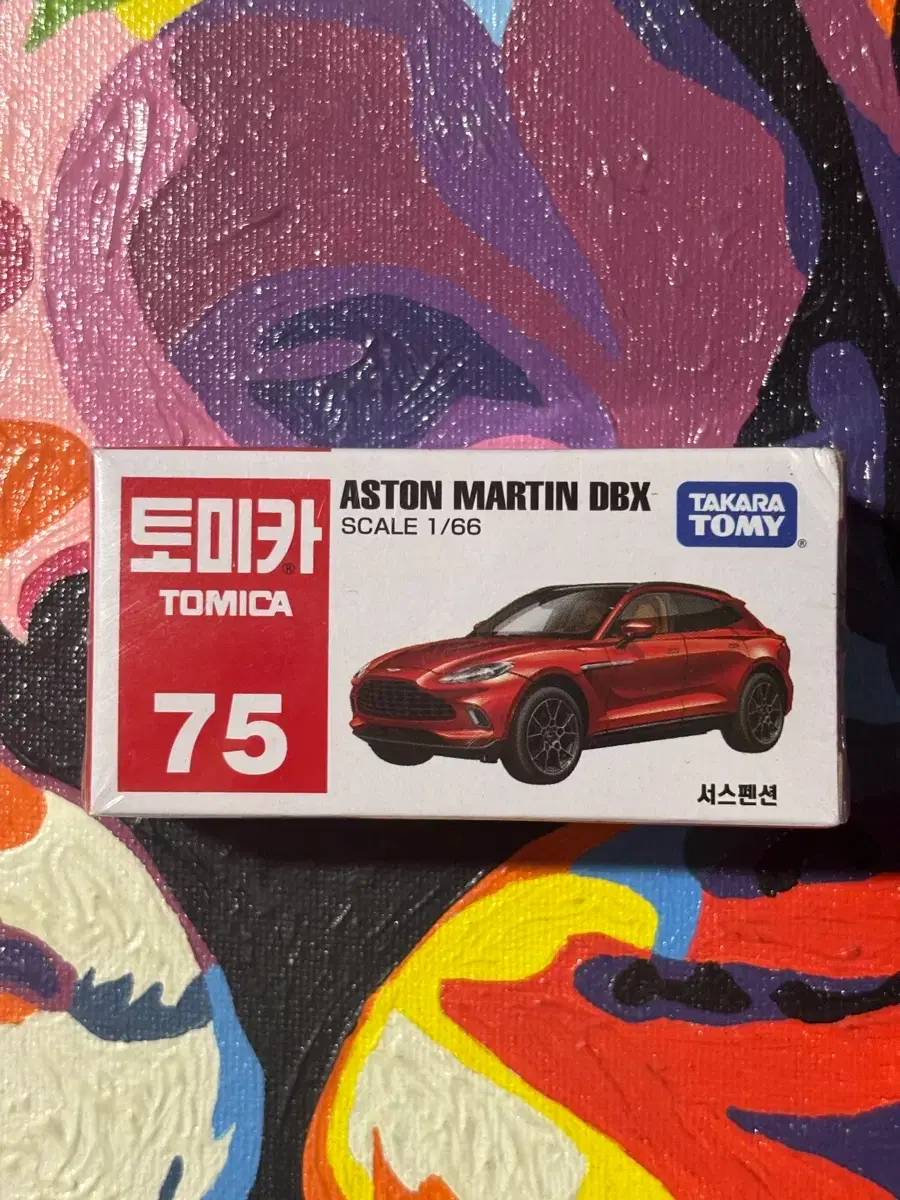 토미카®
TOMICA
75
ASTON MARTIN DBX
SCALE 1/66
TAKARA
TOMY®
서스펜션